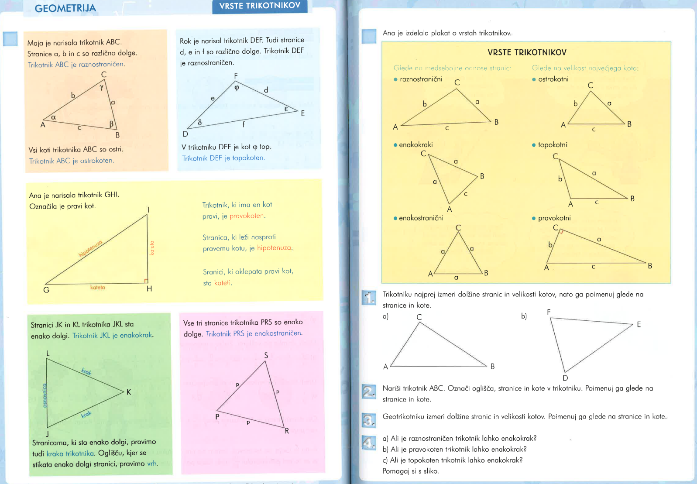 GEOMETRIJA
VRSTE TRIKOTNIKOV
Maja je narisala trikotnik ABC.
Stranice a, b in c so različno dolge.
Trikotnik ABC je raznostraničen.
C
γ
b
a
α
β
A
c
B
Vsi koti trikotnika ABC so ostri.
Trikotnik ABC je ostrokoten.
Rok je narisal trikotnik DEF. Tudi stranice
d, e in f so različno dolge. Trikotnik DEF
je raznostraničen.
F
φ
e
d
ε
E
δ
D
f
V trikotniku DEF je kot φ top.
Trikotnik DEF je topokoten.
Ana je narisala trikotnik GHI.
Označila je pravi kot.
I
hipotenuza
kateta
G
kateta
H
Trikotnik, ki ima en kot
pravi, je pravokoten.
Stranica, ki leži nasproti
pravemu kotu, je hipotenuza.
Stranici, ki oklepata pravi kot,
sta kateti.
Stranici JK in KL trikotnika JKL sta
enako dolgi. Trikotnik JKL je enakokrak.
L
krak
K
krak
J
Stranicama, ki sta enako dolgi, pravimo
tudi kraka trikotnika. Oglišču, kjer se
stikata enako dolgi stranici, pravimo vrh.
Vse tri stranice trikotnika PRS so enako
dolge. Trikotnik PRS je enakostraničen.
S
p
p
P
p
R
Ana je izdelala plakat o vrstah trikotnikov.
VRSTE TRIKOTNIKOV
Glede na medsebojne odnose stranic
Glede na velikost največjega kota
• raznostranični
• ostrokotni
C
b
a
A
c
B
C
b
a
A
c
B
• enakokraki
• topokotni
C
a
a
B
A
c
C
b
a
A
c
B
• enakostranični
• pravokotni
C
a
a
A
a
B
C
b
a
A
c
B
1. Trikotniku najprej izmeri dolžine stranic in velikosti kotov, nato ga poimenuj glede na
stranice in kote.
a)
C
A
B
b)
F
E
D
2. Nariši trikotnik ABC. Označi oglišča, stranice in kote v trikotniku. Poimenuj ga glede na
stranice in kote.
3. Geotrikotniku izmeri dolžine stranic in velikosti kotov. Poimenuj ga glede na stranice in kote.
4. a) Ali je raznostraničen trikotnik lahko enakokrak?
b) Ali je pravokoten trikotnik lahko enakokrak?
c) Ali je topokoten trikotnik lahko enakokrak?
Pomagaj si s sliko.